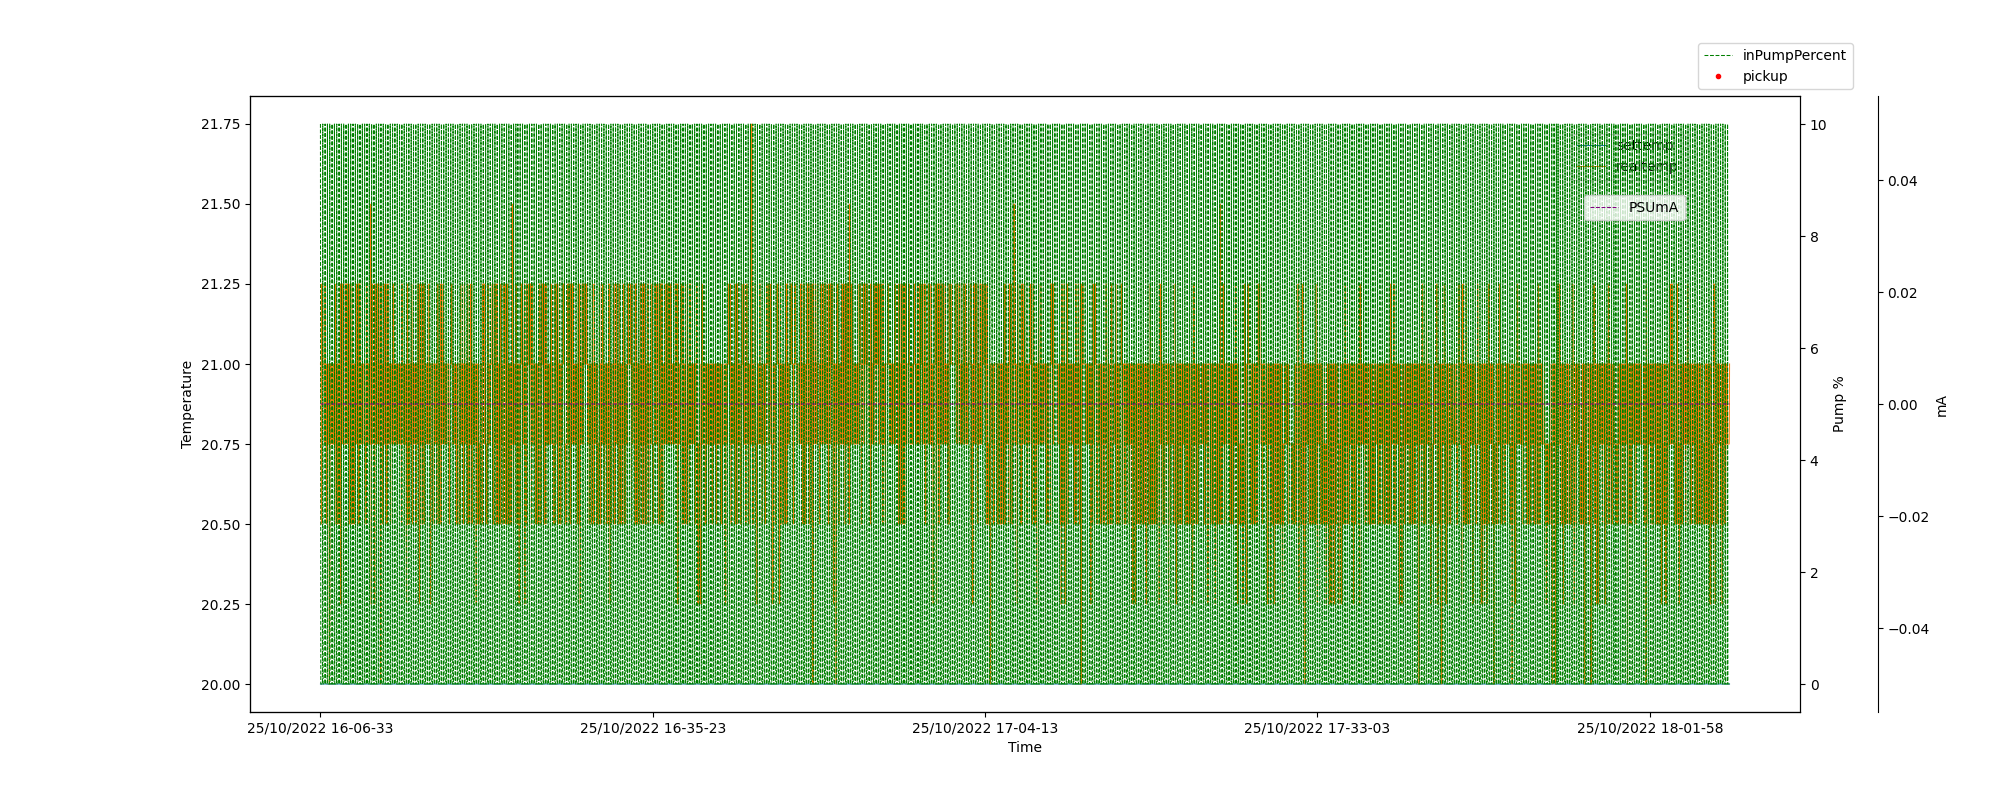 inPumpPercent
pickup
21.75
21.50
21.25
21.00
20.75
20.50
20.25
20.00
Temperature
settemp
realtemp
PSUmA
10
8
6
4
2
0
Pump %
0.04
0.02
0.00
−0.02
−0.04
mA
25/10/2022 16-06-33
25/10/2022 16-35-23
25/10/2022 17-04-13
25/10/2022 17-33-03
25/10/2022 18-01-58
Time